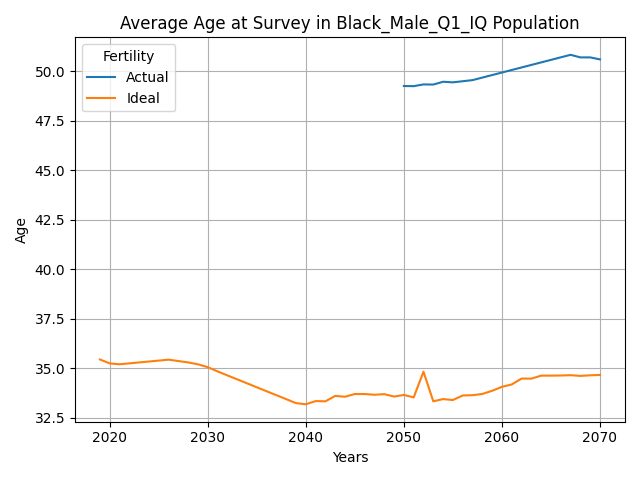 Average Age at Survey in Black_Male_Q1_IQ Population
Fertility
Actual
Ideal
Age
50.0
47.5
45.0
42.5
40.0
37.5
35.0
32.5
2020 2030 2040 2050 2060 2070
Years